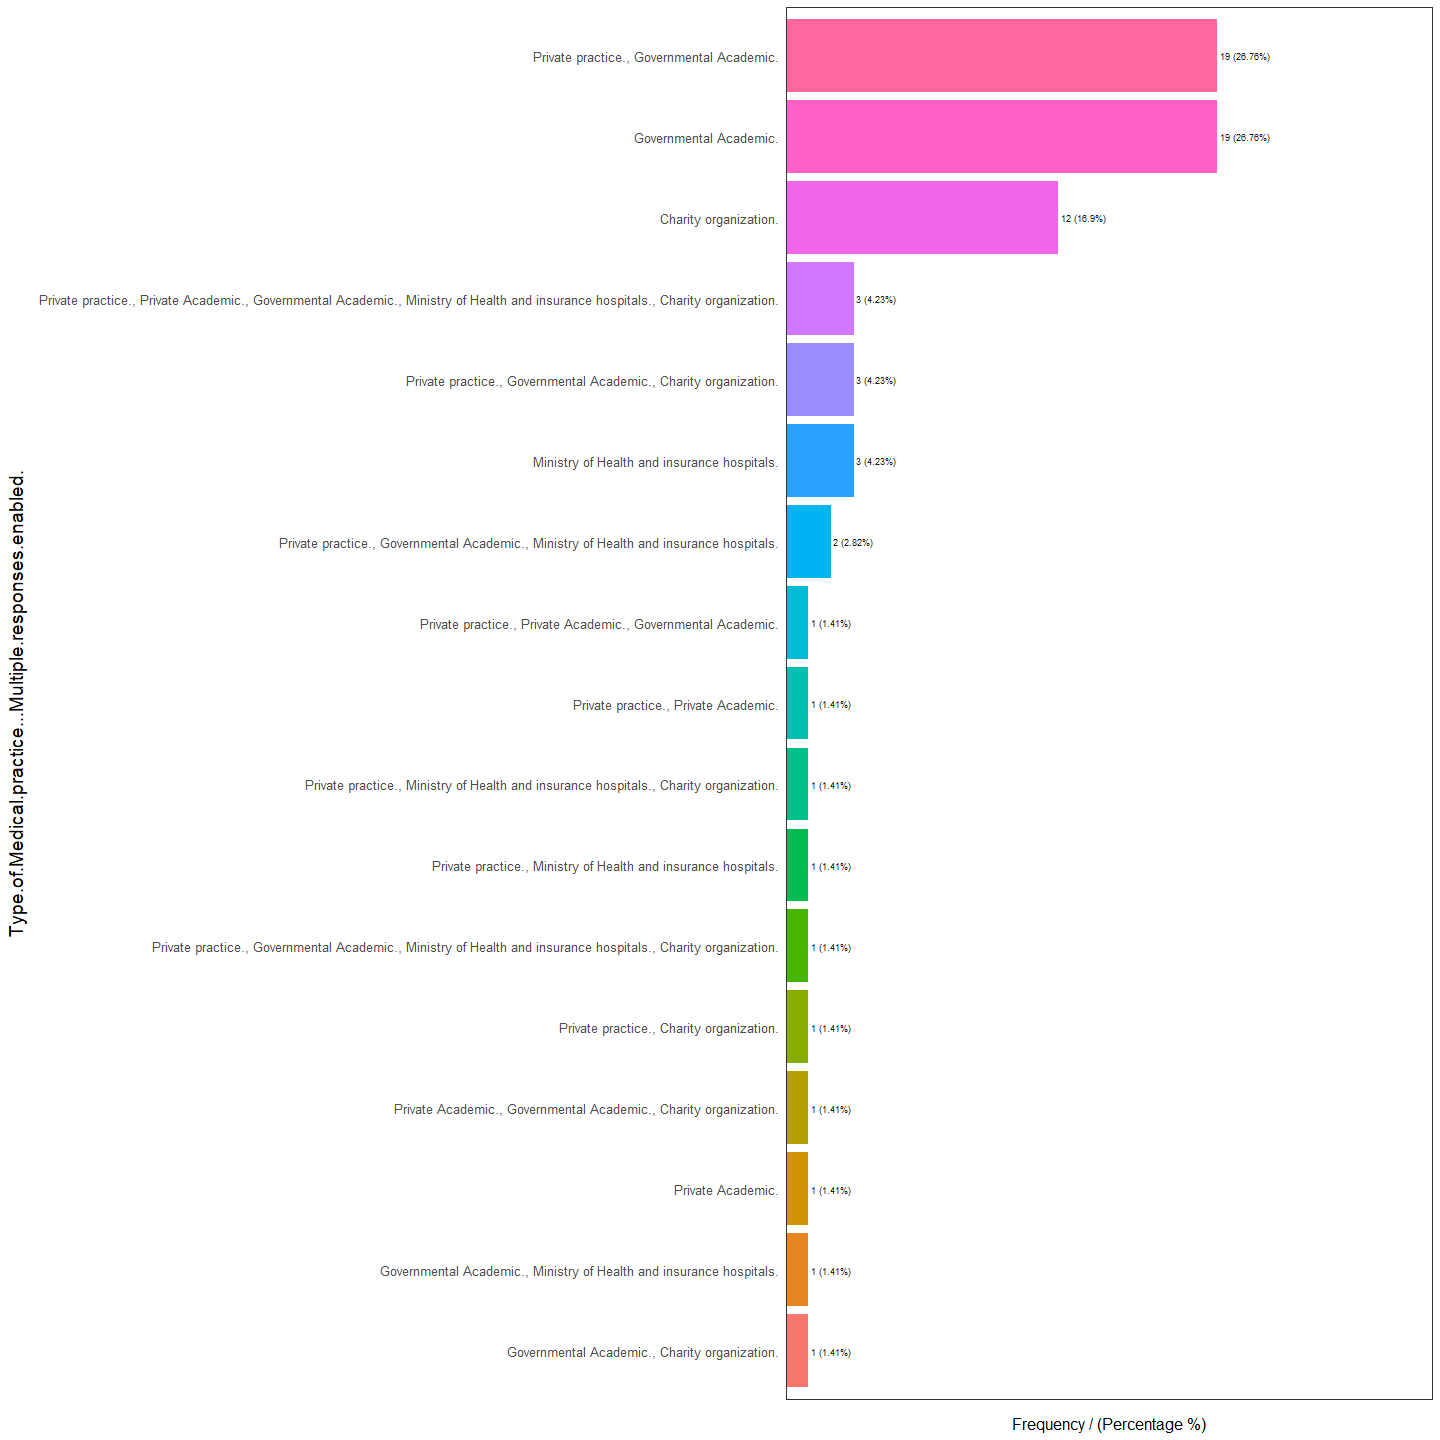 Private practice., Governmental Academic.
19 (26.76%)
Governmental Academic.
19 (26.76%)
Charity organization.
12 (16.9%)
Private practice., Private Academic., Governmental Academic., Ministry of Health and insurance hospitals., Charity organization.
3 (4.23%)
Private practice., Governmental Academic., Charity organization.
3 (4.23%)
Ministry of Health and insurance hospitals.
3 (4.23%)
Private practice., Governmental Academic., Ministry of Health and insurance hospitals.
2 (2.82%)
Private practice., Private Academic., Governmental Academic.
1 (1.41%)
Private practice., Private Academic.
1 (1.41%)
Private practice., Ministry of Health and insurance hospitals., Charity organization.
1 (1.41%)
Private practice., Ministry of Health and insurance hospitals.
1 (1.41%)
Private practice., Governmental Academic., Ministry of Health and insurance hospitals., Charity organization.
1 (1.41%)
Private practice., Charity organization.
1 (1.41%)
Private Academic., Governmental Academic., Charity organization.
1 (1.41%)
Private Academic.
1 (1.41%)
Governmental Academic., Ministry of Health and insurance hospitals.
1 (1.41%)
Governmental Academic., Charity organization.
1 (1.41%)
Type.of.Medical.practice...Multiple.responses.enabled.
Frequency / (Percentage %)